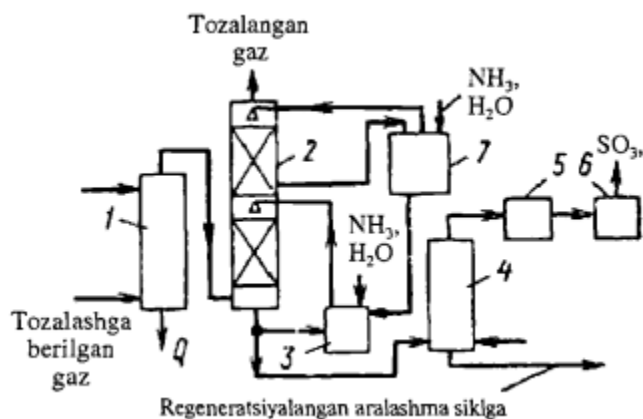 Tozalangan
gaz
NH₃,
H₂O
2
7
5
6
SO₃,
1
NH₃,
H₂O
4
3
Tozalashga
berilgan
gaz
Q
Regeneratsiyalangan aralashma siklga